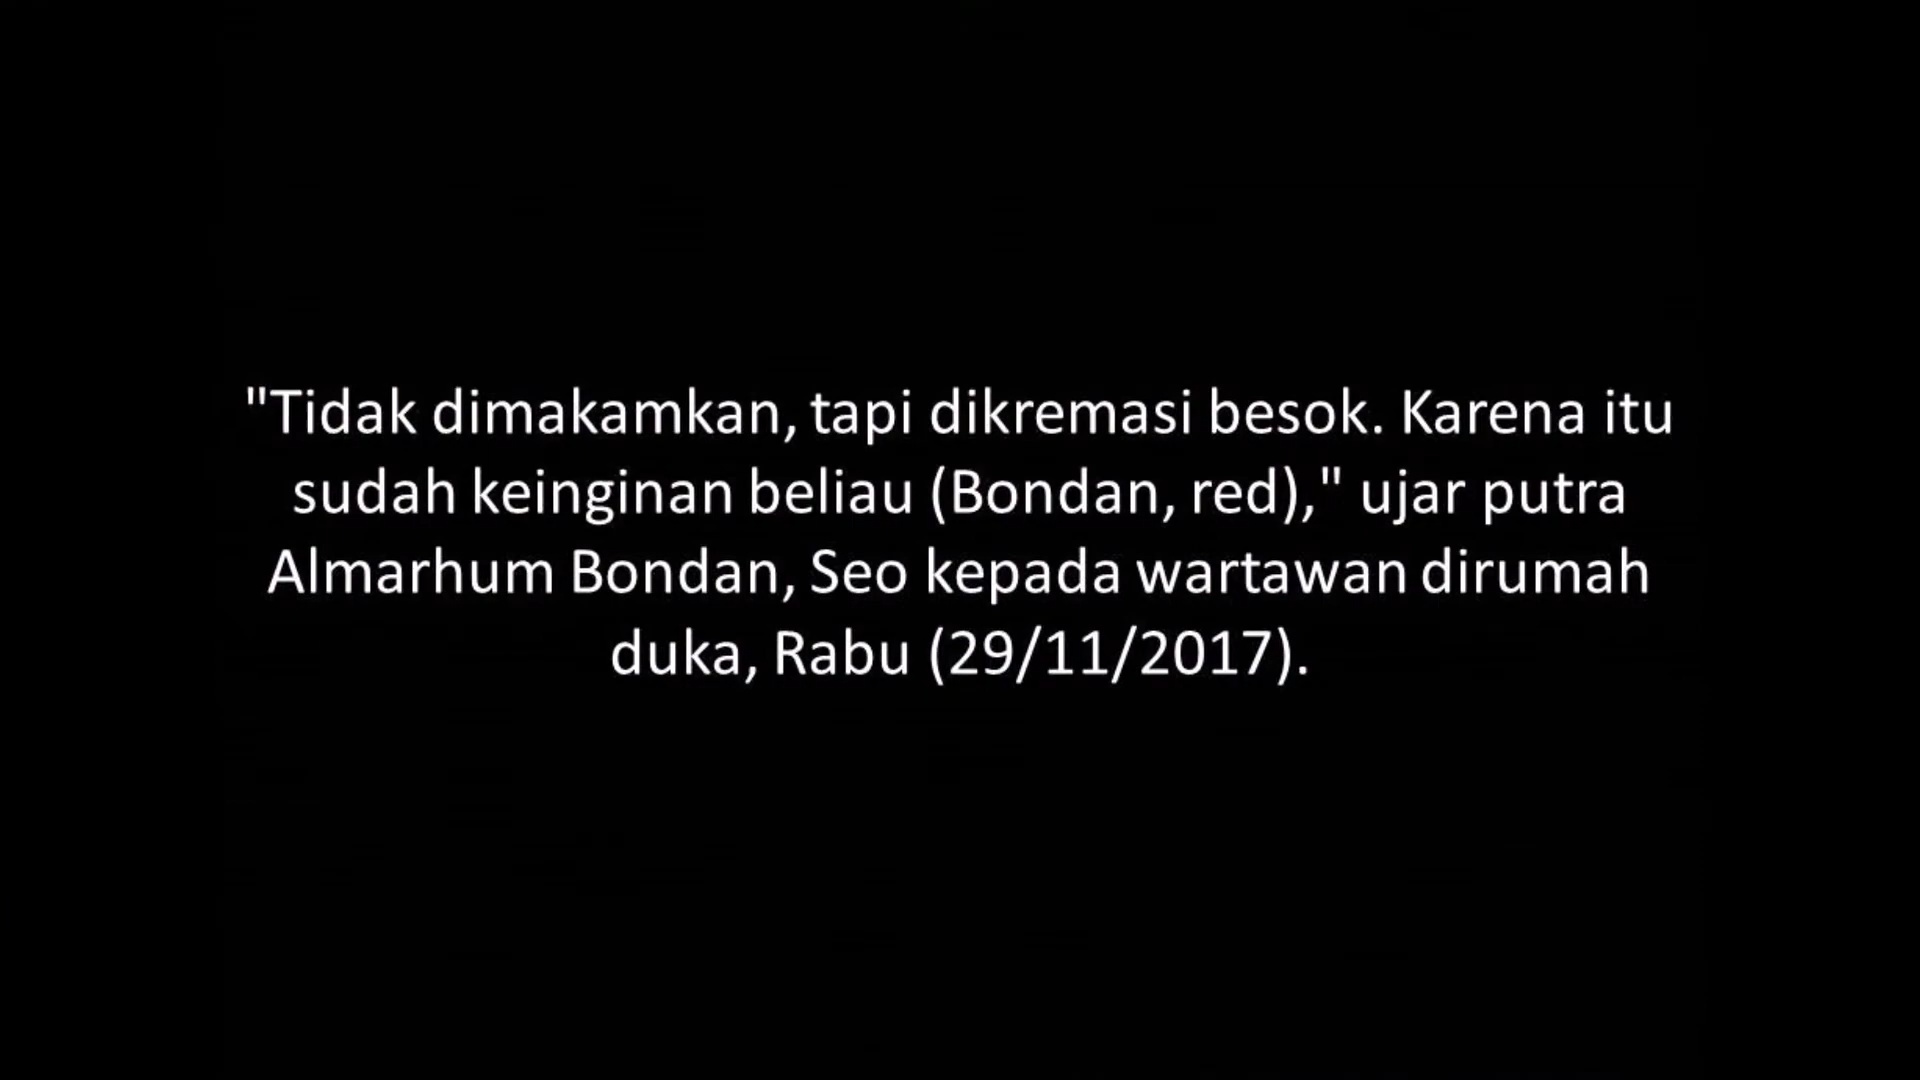 "Tidak dimakamkan, tapi dikremasi besok. Karena itu
sudah keinginan beliau (Bondan, red)," ujar putra
Almarhum Bondan, Seo kepada wartawan dirumah
duka, Rabu (29/11/2017).